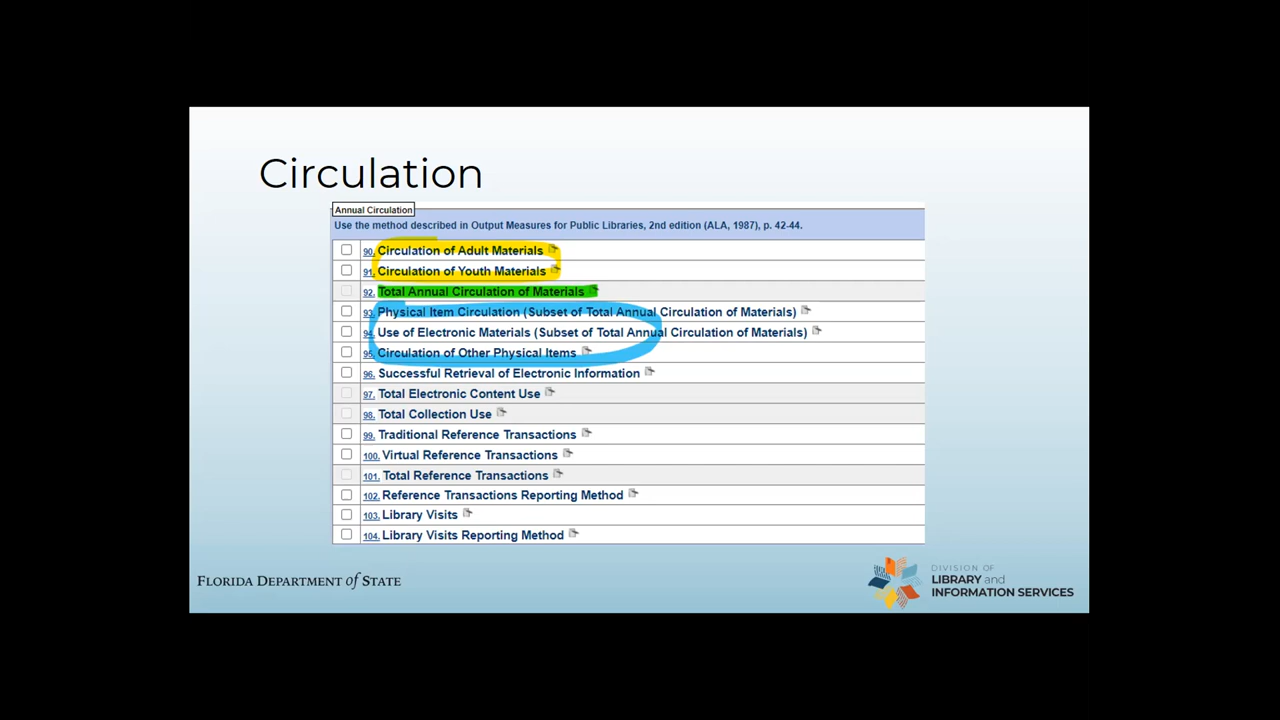 Circulation
Annual Circulation
Use the method described in Output Measures for Public Libraries, 2nd edition (ALA, 1987), p. 42-44.
90. Circulation of Adult Materials
91. Circulation of Youth Materials
92. Total Annual Circulation of Materials
93. Physical Item Circulation (Subset of Total Annual Circulation of Materials)
94. Use of Electronic Materials (Subset of Total Annual Circulation of Materials)
95. Circulation of Other Physical Items
96. Successful Retrieval of Electronic Information
97. Total Electronic Content Use
98. Total Collection Use
99. Traditional Reference Transactions
100. Virtual Reference Transactions
101. Total Reference Transactions
102. Reference Transactions Reporting Method
103. Library Visits
104. Library Visits Reporting Method
FLORIDA DEPARTMENT of STATE
DIVISION OF
LIBRARY and
INFORMATION SERVICES